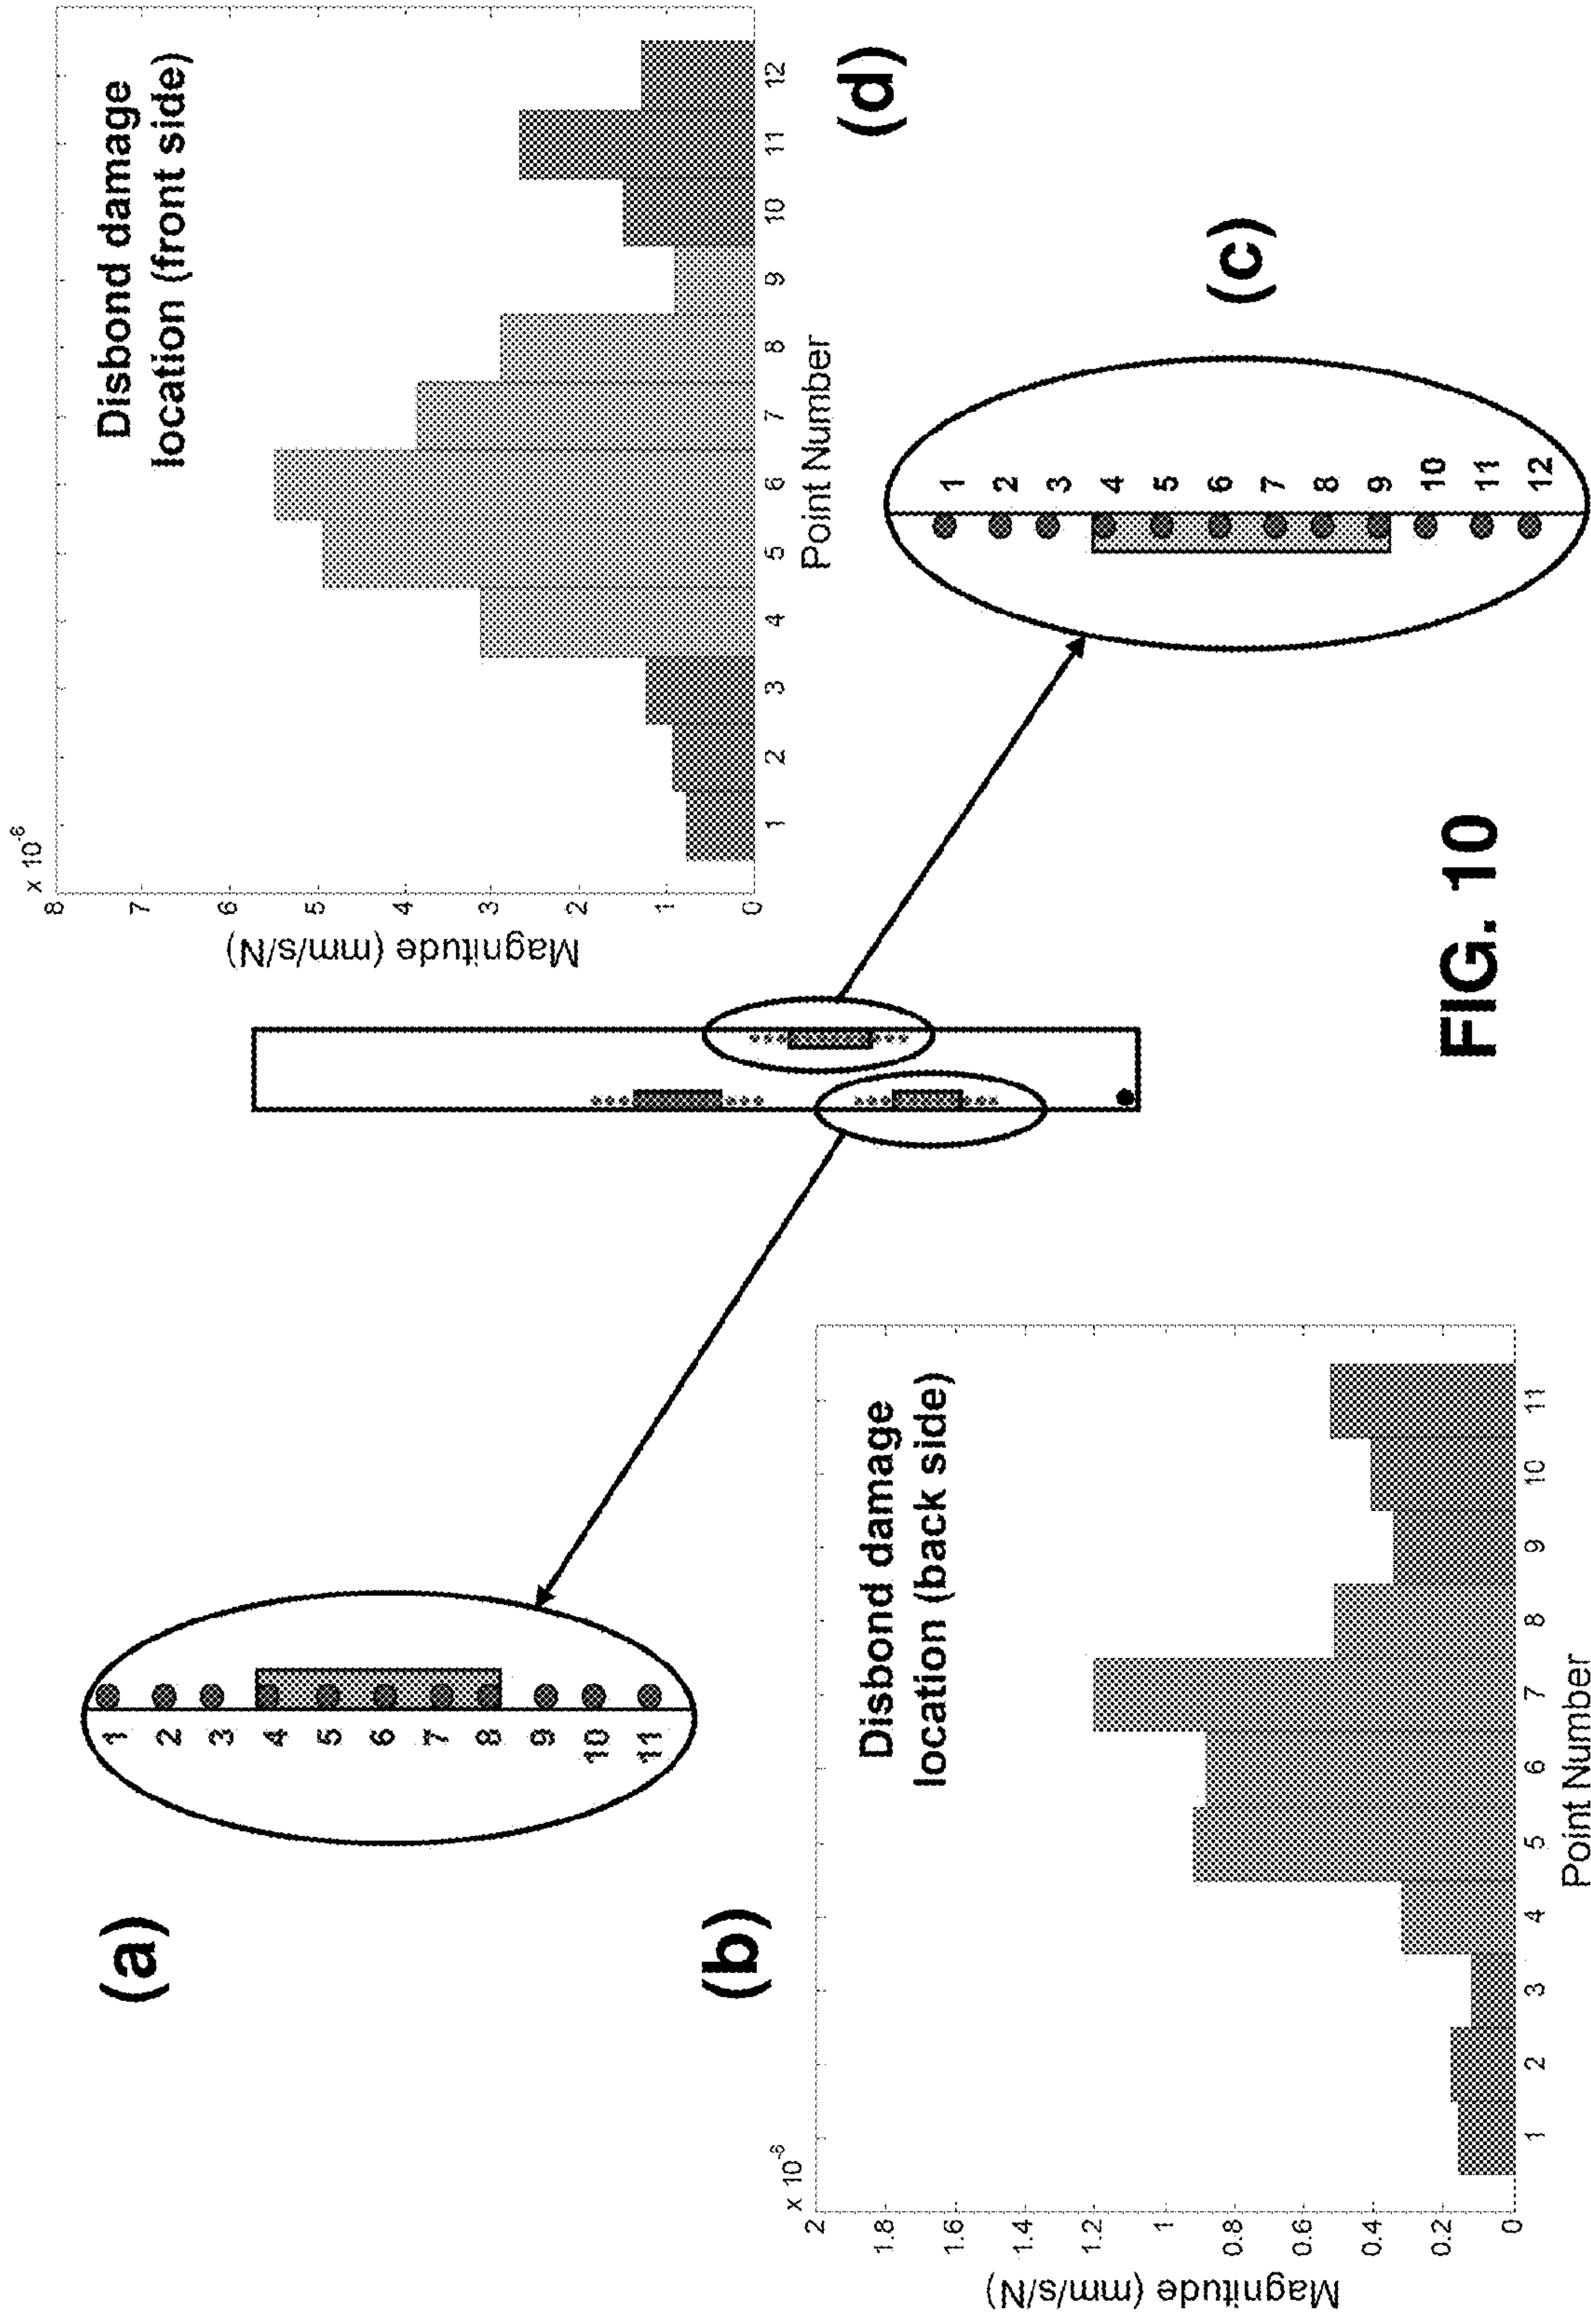 (a)
1
2
3
4
5
6
7
8
9
10
11
(b)
x 10-6
Disbond damage
location (back side)
2
1.8
1.6
1.4
1.2
1
0.8
0.6
0.4
0.2
0
Magnitude (mm/s/N)
1 2 3 4 5 6 7 8 9 10 11
Point Number
x 10-6
Disbond damage
location (front side)
8
7
6
5
4
3
2
1
0
Magnitude (mm/s/N)
1 2 3 4 5 6 7 8 9 10 11 12
Point Number
(d)
(c)
1
2
3
4
5
6
7
8
9
10
11
12
FIG. 10